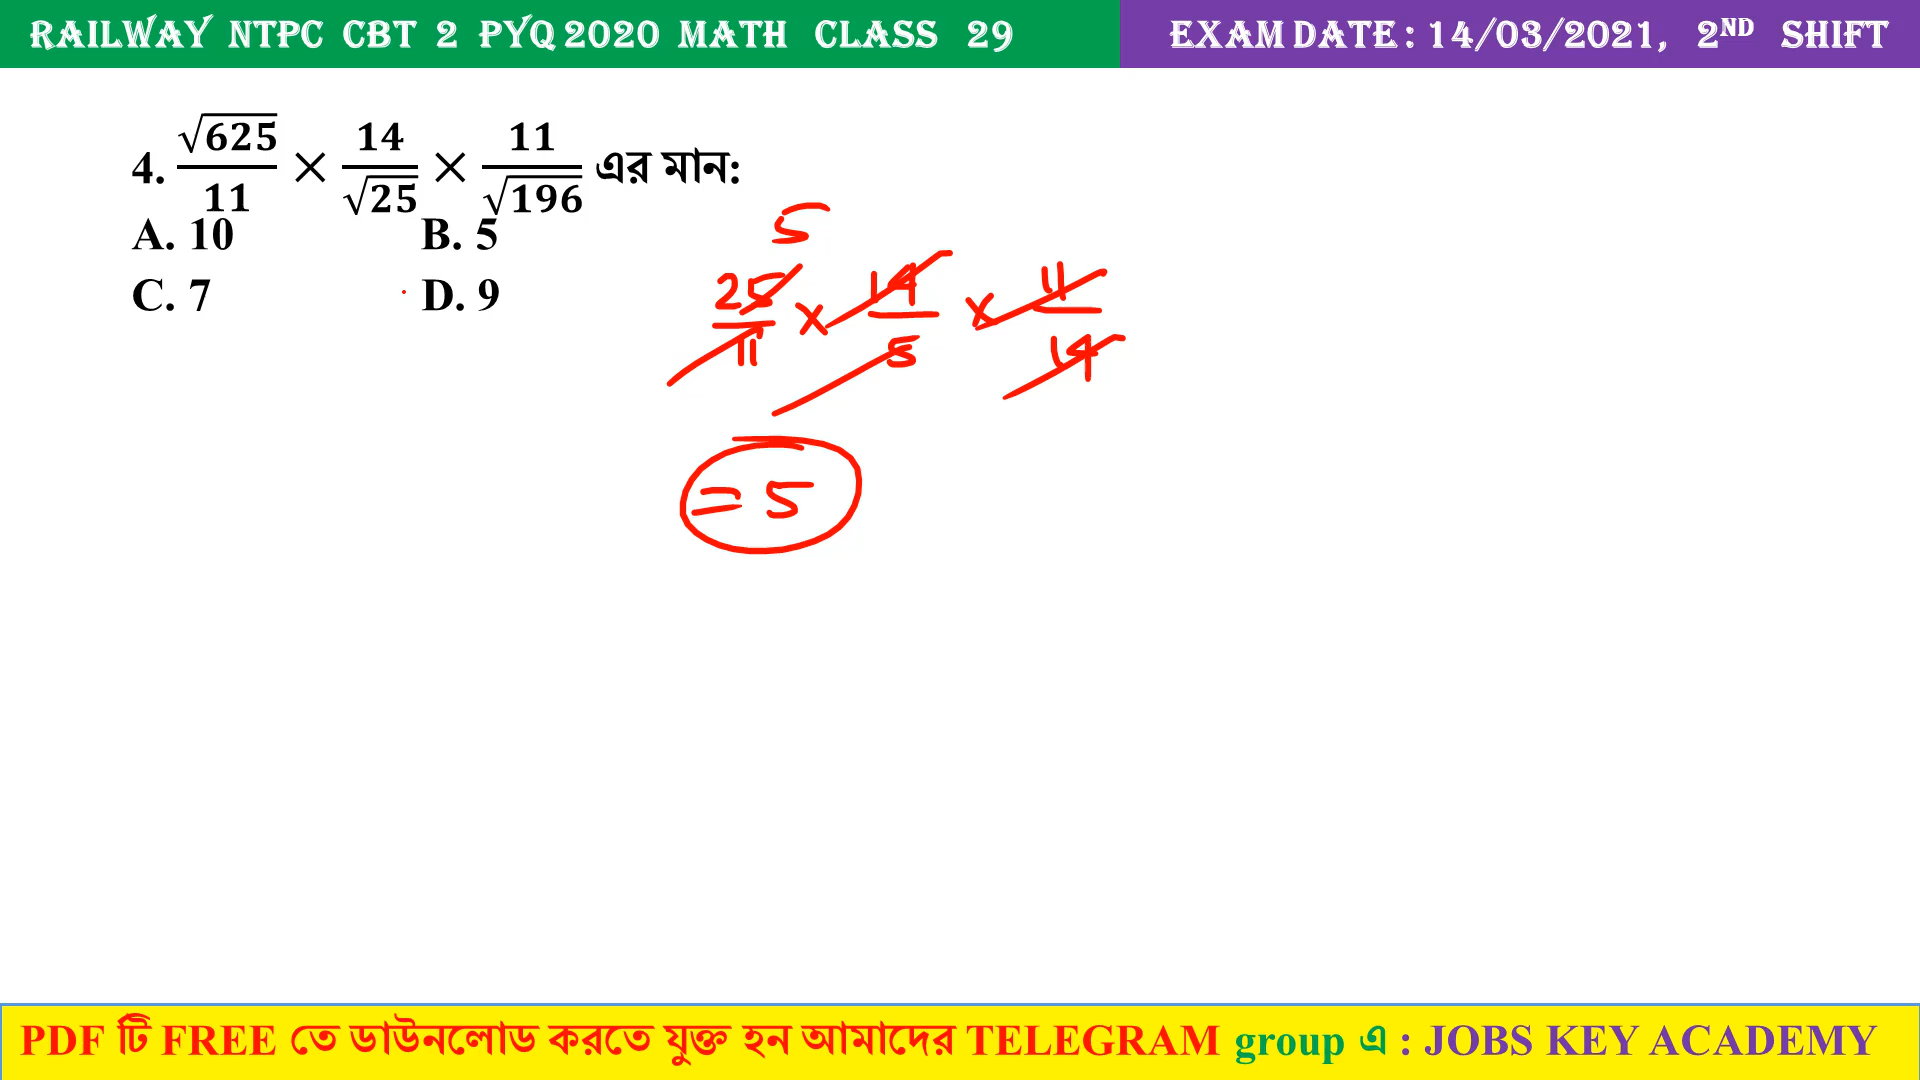 RAILWAY NTPC CBT 2 PYQ 2020 MATH CLASS 29
EXAM DATE : 14/03/2021, 2ND SHIFT
4. √625/11 × 14/√25 × 11/√196 এর মান:
A. 10 B. 5
C. 7 D. 9
5
25/11 × 14/5 × 11/14
= 5
PDF টি FREE তে ডাউনলোড করতে যুক্ত হন আমাদের TELEGRAM group এ : JOBS KEY ACADEMY